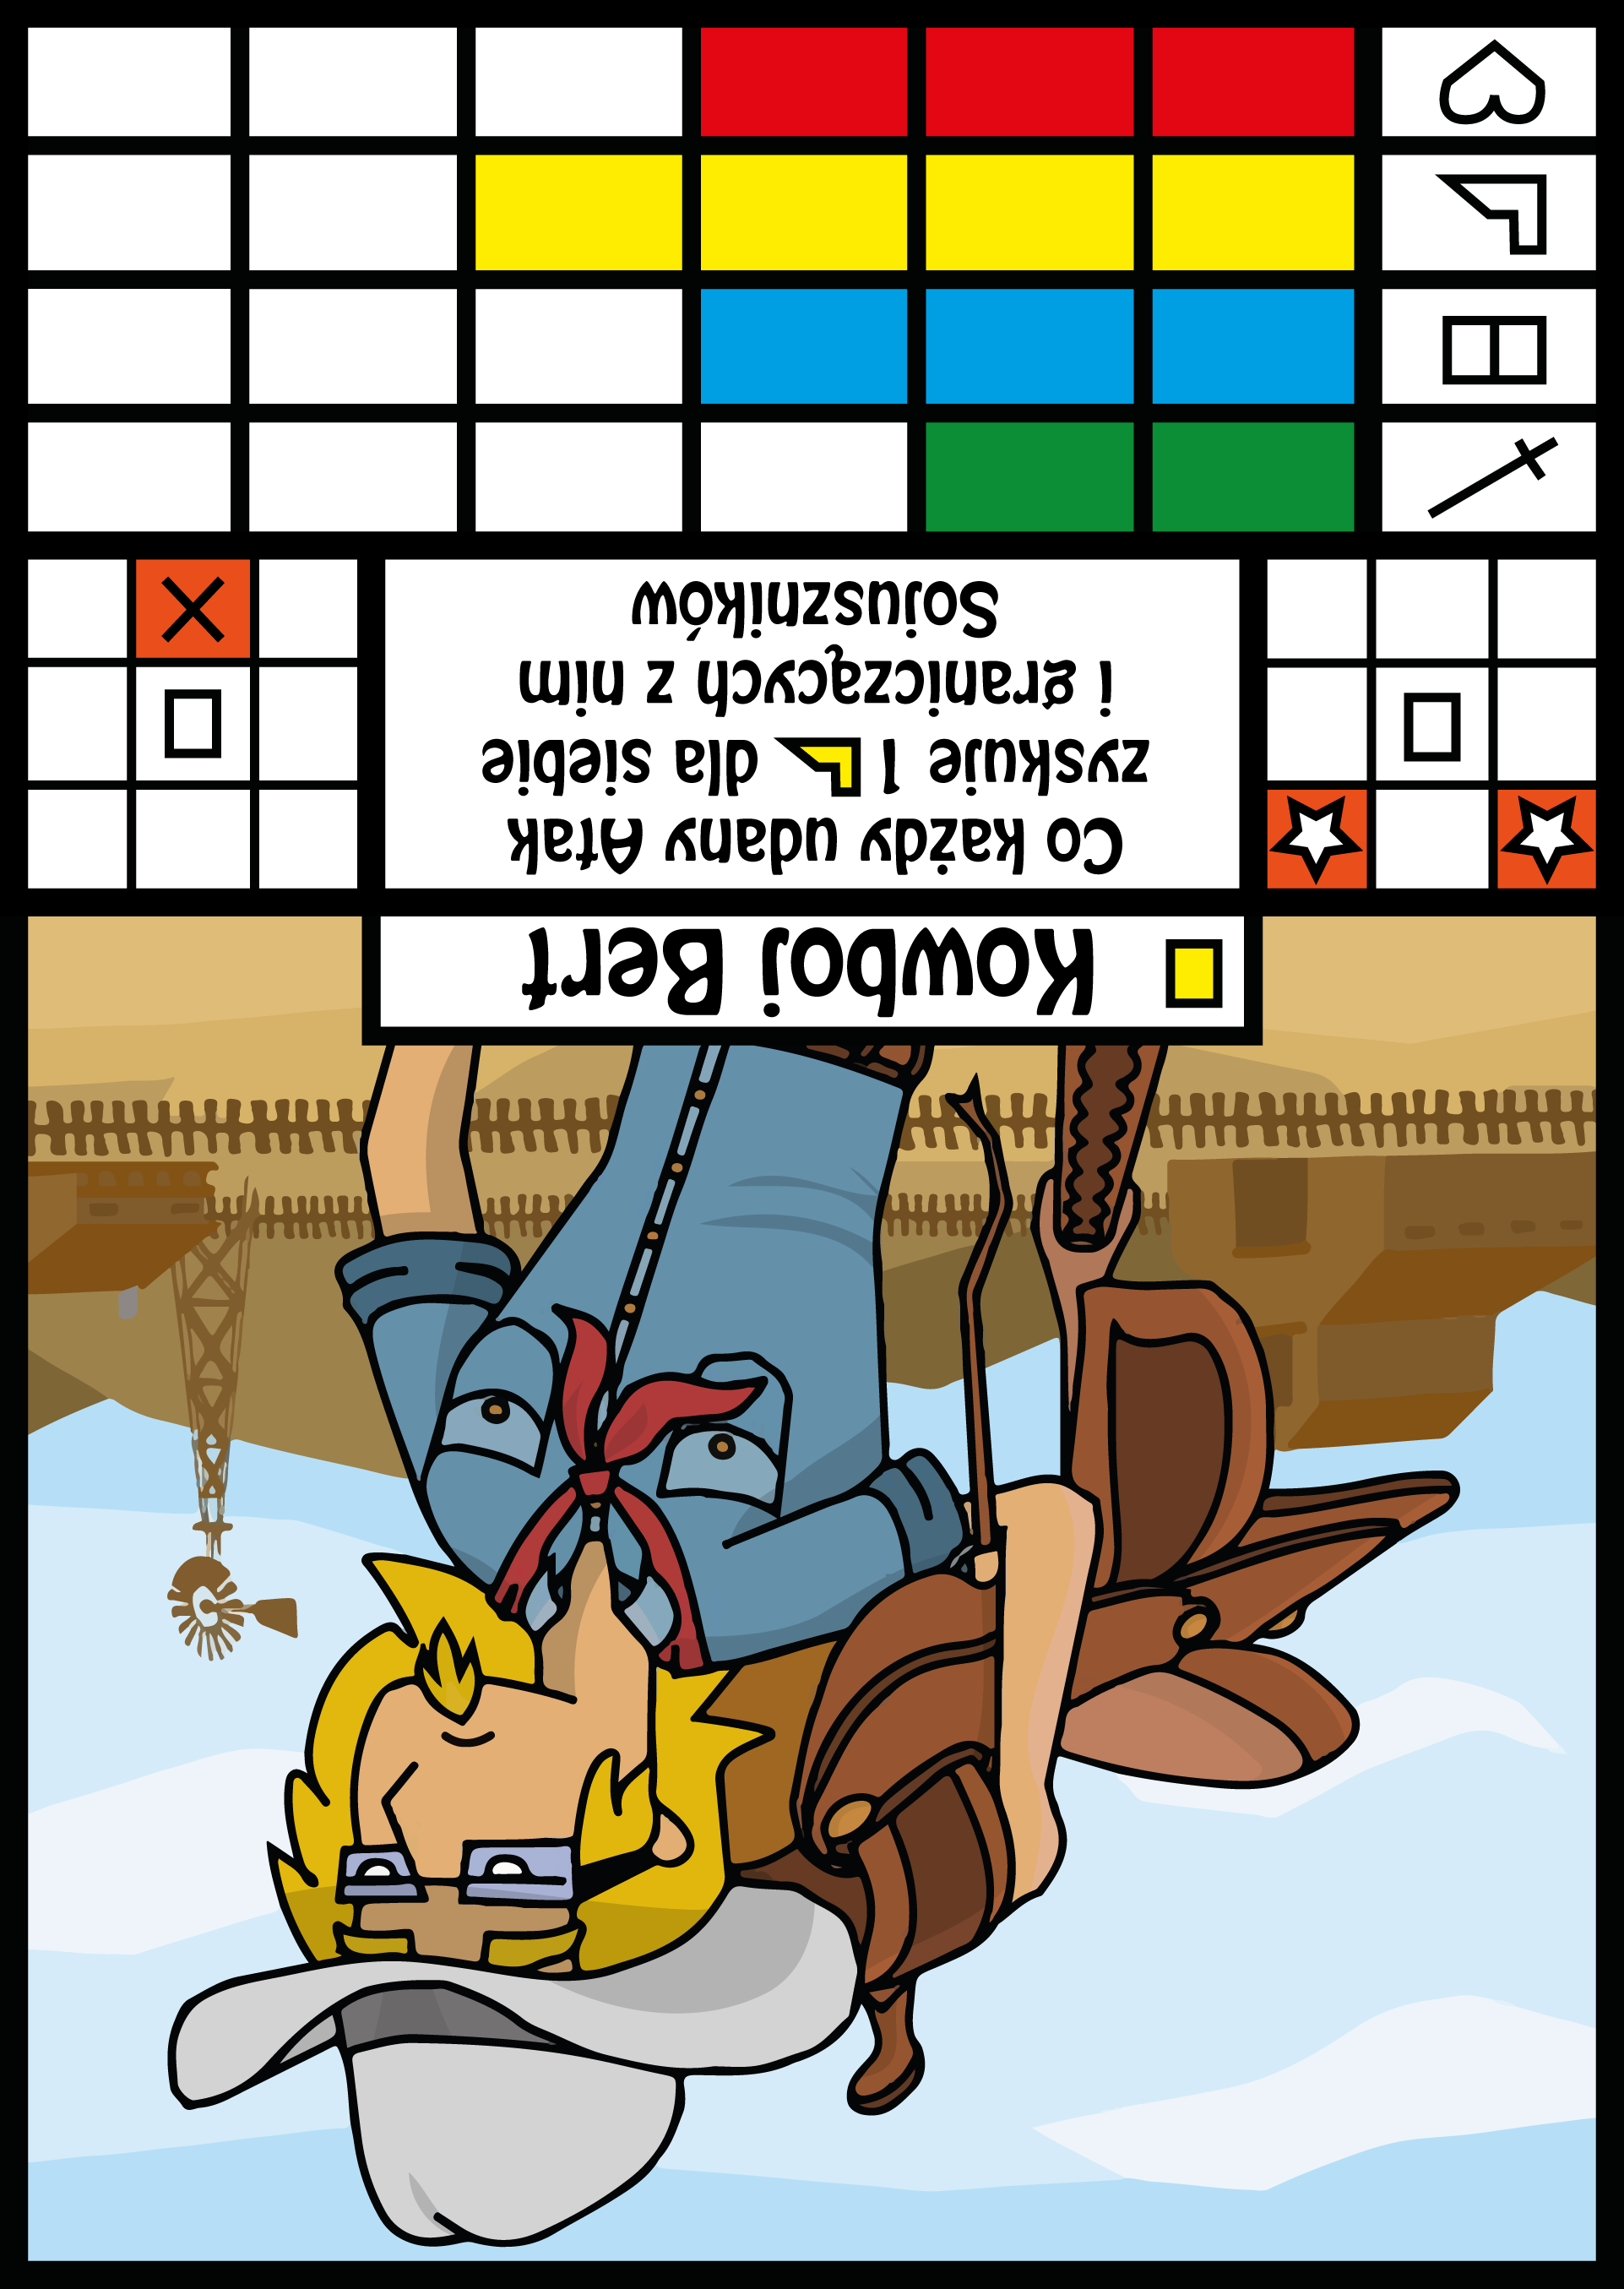 Kowboj Bert
Co każdy udany Atak
zyskuje 1 dla siebie
i graniczących z nim
Sojuszników